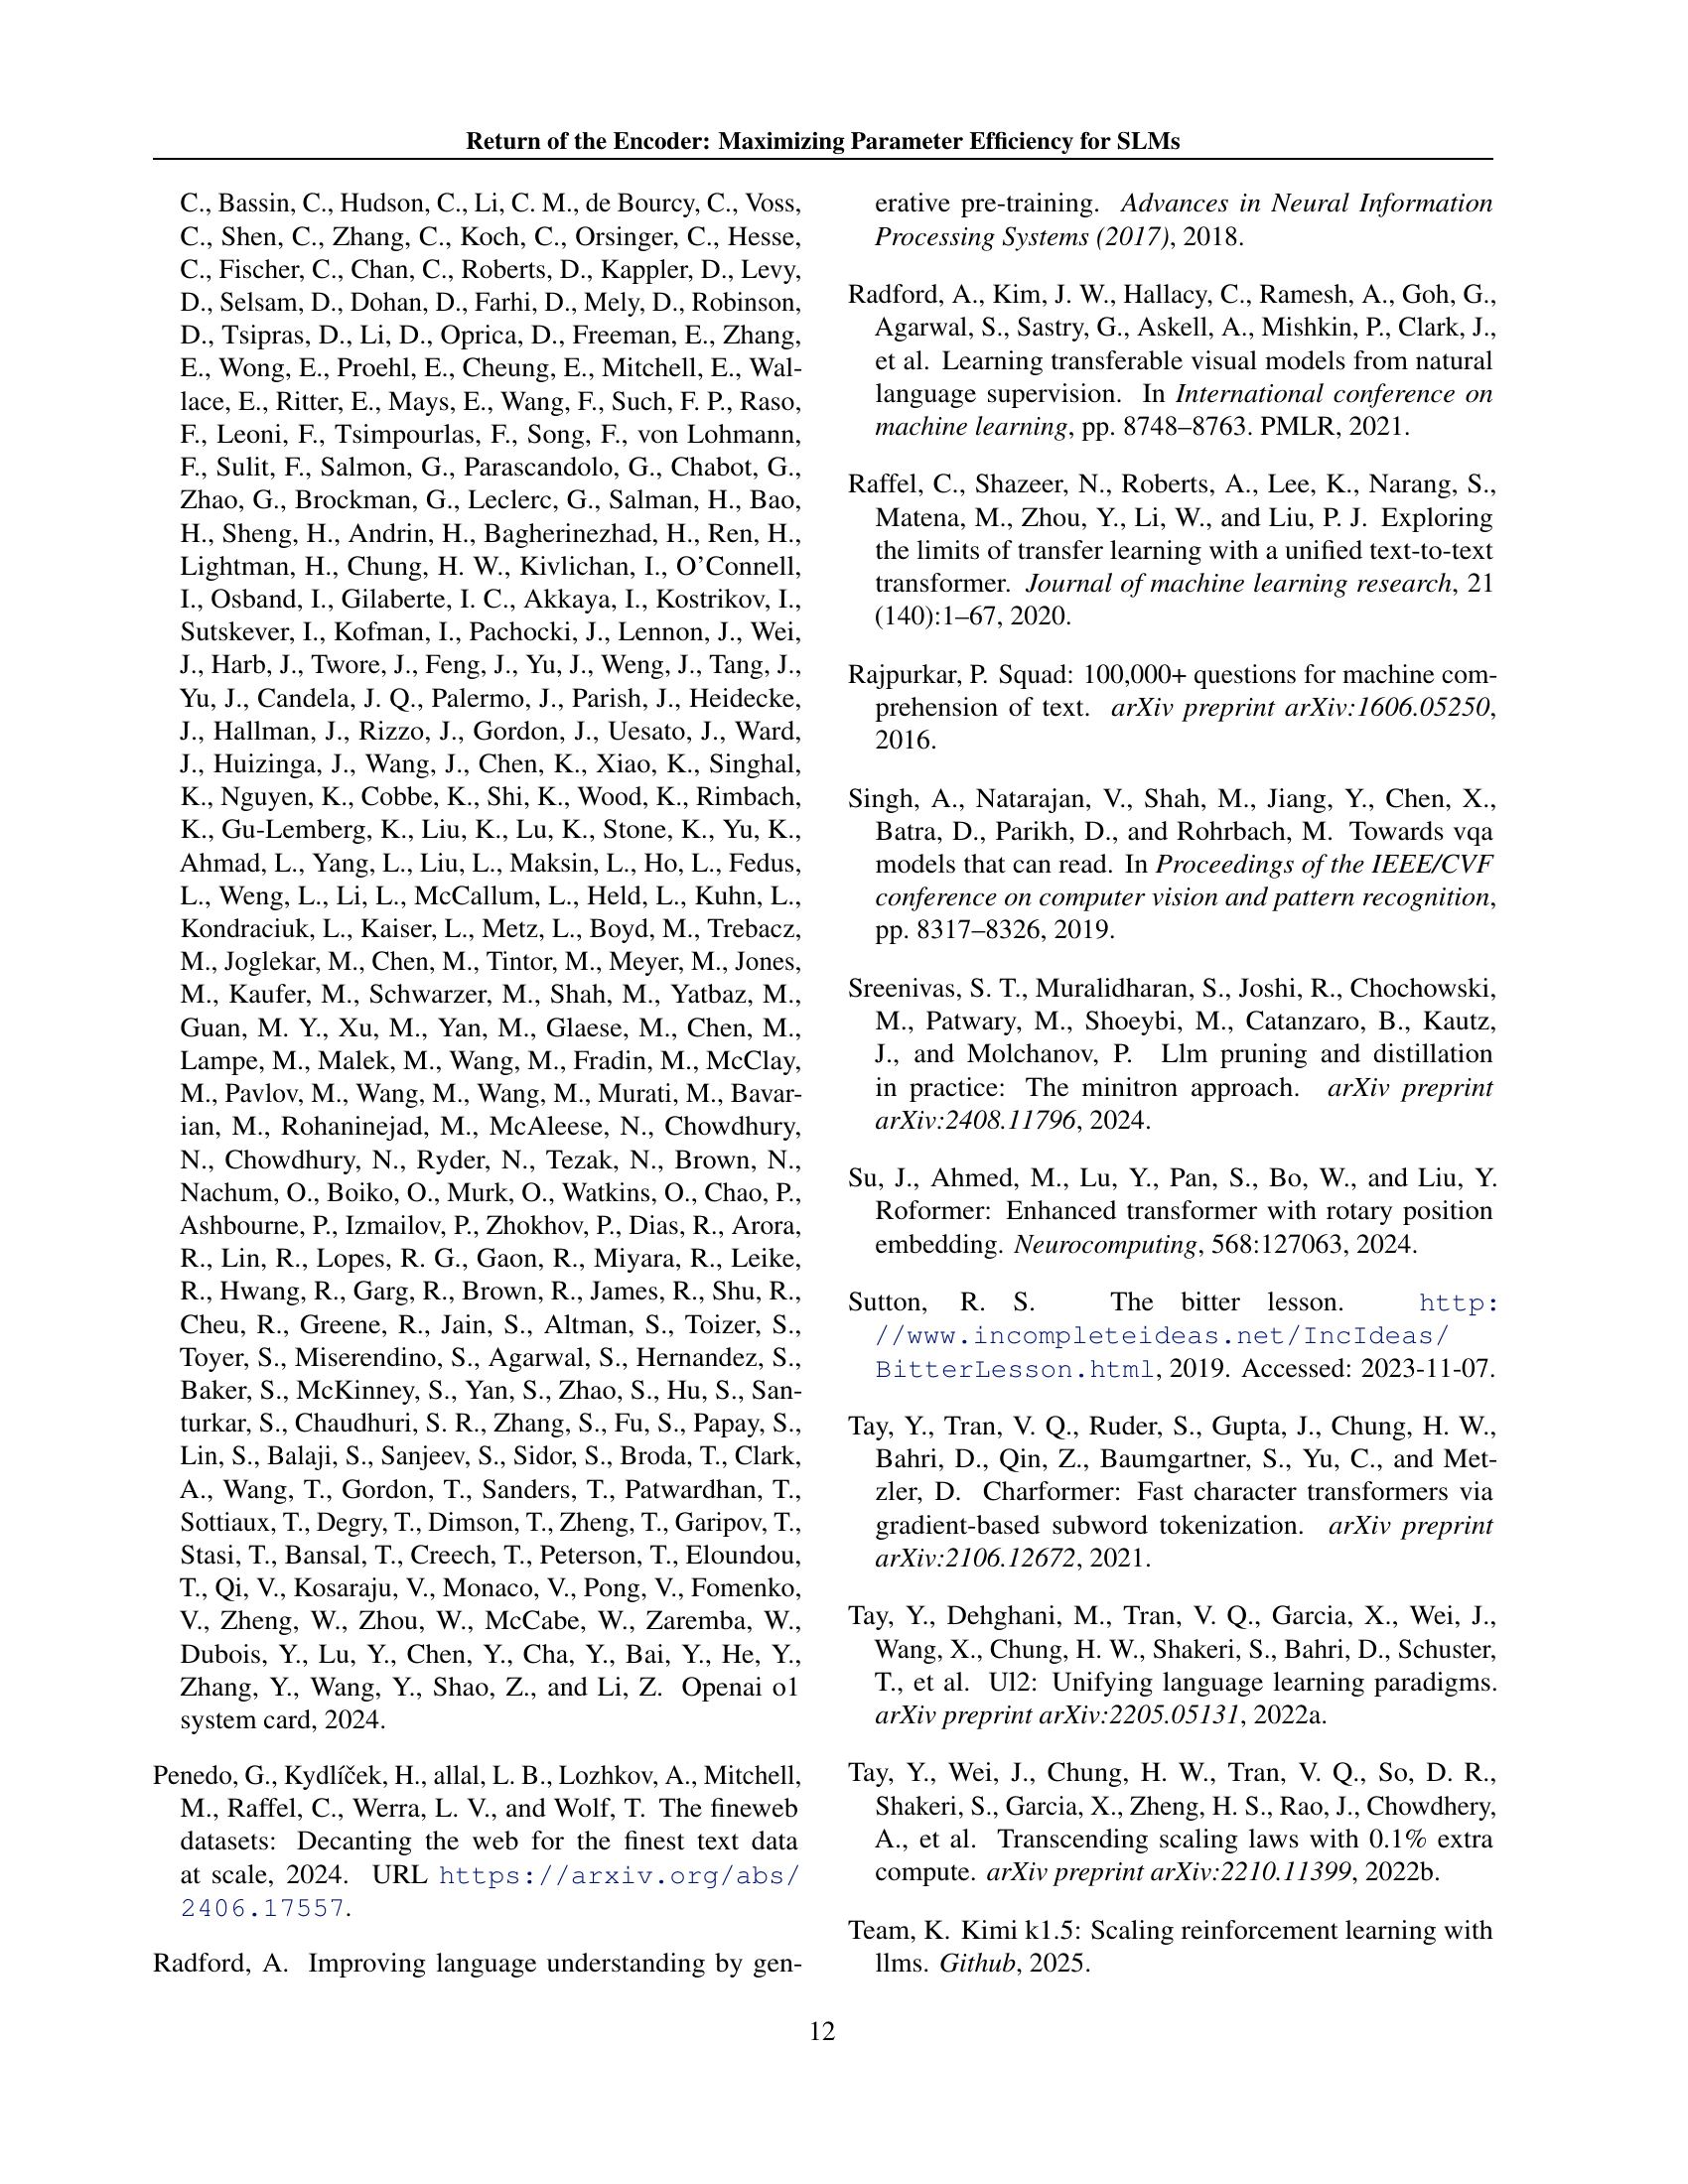 Return of the Encoder: Maximizing Parameter Efficiency for SLMs
C., Bassin, C., Hudson, C., Li, C. M., de Bourcy, C., Voss,
C., Shen, C., Zhang, C., Koch, C., Orsinger, C., Hesse,
C., Fischer, C., Chan, C., Roberts, D., Kappler, D., Levy,
D., Selsam, D., Dohan, D., Farhi, D., Mely, D., Robinson,
D., Tsipras, D., Li, D., Oprica, D., Freeman, E., Zhang,
E., Wong, E., Proehl, E., Cheung, E., Mitchell, E., Wal-
lace, E., Ritter, E., Mays, E., Wang, F., Such, F. P., Raso,
F., Leoni, F., Tsimpourlas, F., Song, F., von Lohmann,
F., Sulit, F., Salmon, G., Parascandolo, G., Chabot, G.,
Zhao, G., Brockman, G., Leclerc, G., Salman, H., Bao,
H., Sheng, H., Andrin, H., Bagherinezhad, H., Ren, H.,
Lightman, H., Chung, H. W., Kivlichan, I., O'Connell,
I., Osband, I., Gilaberte, I. C., Akkaya, I., Kostrikov, I.,
Sutskever, I., Kofman, I., Pachocki, J., Lennon, J., Wei,
J., Harb, J., Twore, J., Feng, J., Yu, J., Weng, J., Tang, J.,
Yu, J., Candela, J. Q., Palermo, J., Parish, J., Heidecke,
J., Hallman, J., Rizzo, J., Gordon, J., Uesato, J., Ward,
J., Huizinga, J., Wang, J., Chen, K., Xiao, K., Singhal,
K., Nguyen, K., Cobbe, K., Shi, K., Wood, K., Rimbach,
K., Gu-Lemberg, K., Liu, K., Lu, K., Stone, K., Yu, K.,
Ahmad, L., Yang, L., Liu, L., Maksin, L., Ho, L., Fedus,
L., Weng, L., Li, L., McCallum, L., Held, L., Kuhn, L.,
Kondraciuk, L., Kaiser, L., Metz, L., Boyd, M., Trebacz,
M., Joglekar, M., Chen, M., Tintor, M., Meyer, M., Jones,
M., Kaufer, M., Schwarzer, M., Shah, M., Yatbaz, M.,
Guan, M. Y., Xu, M., Yan, M., Glaese, M., Chen, M.,
Lampe, M., Malek, M., Wang, M., Fradin, M., McClay,
M., Pavlov, M., Wang, M., Wang, M., Murati, M., Bavar-
ian, M., Rohaninejad, M., McAleese, N., Chowdhury,
N., Chowdhury, N., Ryder, N., Tezak, N., Brown, N.,
Nachum, O., Boiko, O., Murk, O., Watkins, O., Chao, P.,
Ashbourne, P., Izmailov, P., Zhokhov, P., Dias, R., Arora,
R., Lin, R., Lopes, R. G., Gaon, R., Miyara, R., Leike,
R., Hwang, R., Garg, R., Brown, R., James, R., Shu, R.,
Cheu, R., Greene, R., Jain, S., Altman, S., Toizer, S.,
Toyer, S., Miserendino, S., Agarwal, S., Hernandez, S.,
Baker, S., McKinney, S., Yan, S., Zhao, S., Hu, S., San-
turkar, S., Chaudhuri, S. R., Zhang, S., Fu, S., Papay, S.,
Lin, S., Balaji, S., Sanjeev, S., Sidor, S., Broda, T., Clark,
A., Wang, T., Gordon, T., Sanders, T., Patwardhan, T.,
Sottiaux, T., Degry, T., Dimson, T., Zheng, T., Garipov, T.,
Stasi, T., Bansal, T., Creech, T., Peterson, T., Eloundou,
T., Qi, V., Kosaraju, V., Monaco, V., Pong, V., Fomenko,
V., Zheng, W., Zhou, W., McCabe, W., Zaremba, W.,
Dubois, Y., Lu, Y., Chen, Y., Cha, Y., Bai, Y., He, Y.,
Zhang, Y., Wang, Y., Shao, Z., and Li, Z. Openai o1
system card, 2024.
Penedo, G., Kydlíček, H., allal, L. B., Lozhkov, A., Mitchell,
M., Raffel, C., Werra, L. V., and Wolf, T. The fineweb
datasets: Decanting the web for the finest text data
at scale, 2024. URL https://arxiv.org/abs/
2406.17557.
Radford, A. Improving language understanding by gen-
erative pre-training. Advances in Neural Information
Processing Systems (2017), 2018.
Radford, A., Kim, J. W., Hallacy, C., Ramesh, A., Goh, G.,
Agarwal, S., Sastry, G., Askell, A., Mishkin, P., Clark, J.,
et al. Learning transferable visual models from natural
language supervision. In International conference on
machine learning, pp. 8748–8763. PMLR, 2021.
Raffel, C., Shazeer, N., Roberts, A., Lee, K., Narang, S.,
Matena, M., Zhou, Y., Li, W., and Liu, P. J. Exploring
the limits of transfer learning with a unified text-to-text
transformer. Journal of machine learning research, 21
(140):1–67, 2020.
Rajpurkar, P. Squad: 100,000+ questions for machine com-
prehension of text. arXiv preprint arXiv:1606.05250,
2016.
Singh, A., Natarajan, V., Shah, M., Jiang, Y., Chen, X.,
Batra, D., Parikh, D., and Rohrbach, M. Towards vqa
models that can read. In Proceedings of the IEEE/CVF
conference on computer vision and pattern recognition,
pp. 8317–8326, 2019.
Sreenivas, S. T., Muralidharan, S., Joshi, R., Chochowski,
M., Patwary, M., Shoeybi, M., Catanzaro, B., Kautz,
J., and Molchanov, P. Llm pruning and distillation
in practice: The minitron approach. arXiv preprint
arXiv:2408.11796, 2024.
Su, J., Ahmed, M., Lu, Y., Pan, S., Bo, W., and Liu, Y.
Roformer: Enhanced transformer with rotary position
embedding. Neurocomputing, 568:127063, 2024.
Sutton, R. S. The bitter lesson. http:
//www.incompleteideas.net/IncIdeas/
BitterLesson.html, 2019. Accessed: 2023-11-07.
Tay, Y., Tran, V. Q., Ruder, S., Gupta, J., Chung, H. W.,
Bahri, D., Qin, Z., Baumgartner, S., Yu, C., and Met-
zler, D. Charformer: Fast character transformers via
gradient-based subword tokenization. arXiv preprint
arXiv:2106.12672, 2021.
Tay, Y., Dehghani, M., Tran, V. Q., Garcia, X., Wei, J.,
Wang, X., Chung, H. W., Shakeri, S., Bahri, D., Schuster,
T., et al. Ul2: Unifying language learning paradigms.
arXiv preprint arXiv:2205.05131, 2022a.
Tay, Y., Wei, J., Chung, H. W., Tran, V. Q., So, D. R.,
Shakeri, S., Garcia, X., Zheng, H. S., Rao, J., Chowdhery,
A., et al. Transcending scaling laws with 0.1% extra
compute. arXiv preprint arXiv:2210.11399, 2022b.
Team, K. Kimi k1.5: Scaling reinforcement learning with
llms. Github, 2025.
12